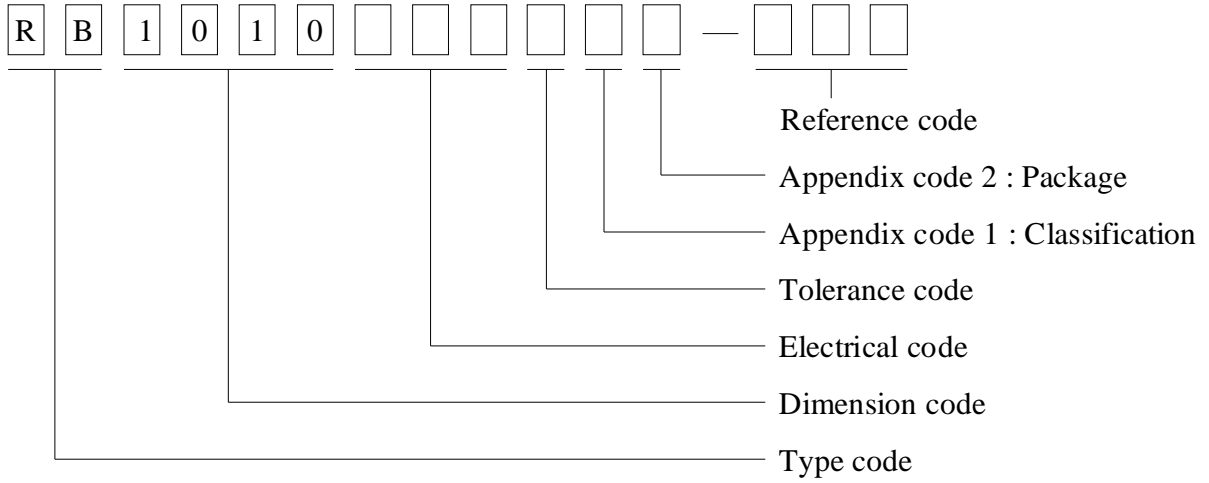 R B 1 0 1 0 —
Reference code
Appendix code 2 : Package
Appendix code 1 : Classification
Tolerance code
Electrical code
Dimension code
Type code